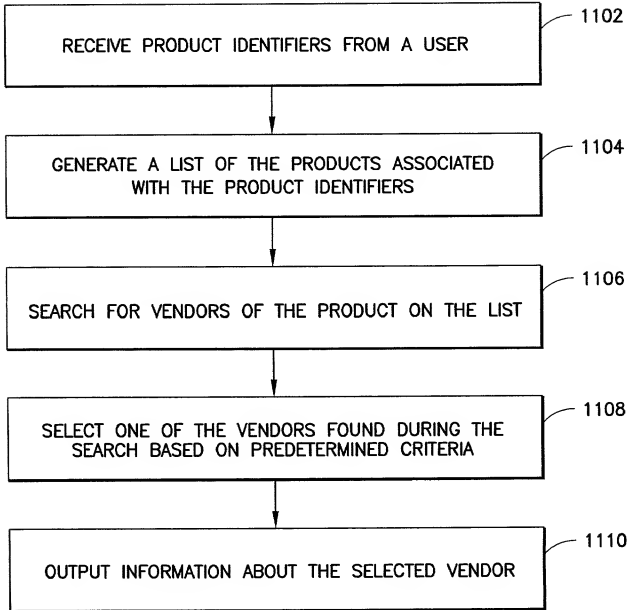 1102
RECEIVE PRODUCT IDENTIFIERS FROM A USER
1104
GENERATE A LIST OF THE PRODUCTS ASSOCIATED
WITH THE PRODUCT IDENTIFIERS
1106
SEARCH FOR VENDORS OF THE PRODUCT ON THE LIST
1108
SELECT ONE OF THE VENDORS FOUND DURING THE
SEARCH BASED ON PREDETERMINED CRITERIA
1110
OUTPUT INFORMATION ABOUT THE SELECTED VENDOR